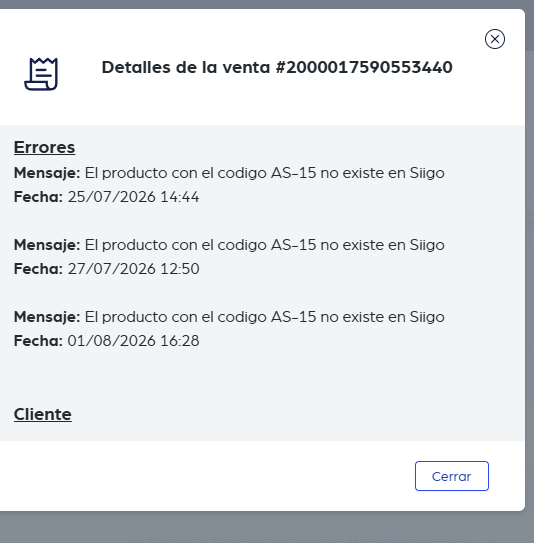 Detalles de la venta #2000017590553440
Errores
Mensaje: El producto con el codigo AS-15 no existe en Siigo
Fecha: 25/07/2026 14:44
Mensaje: El producto con el codigo AS-15 no existe en Siigo
Fecha: 27/07/2026 12:50
Mensaje: El producto con el codigo AS-15 no existe en Siigo
Fecha: 01/08/2026 16:28
Cliente
Cerrar